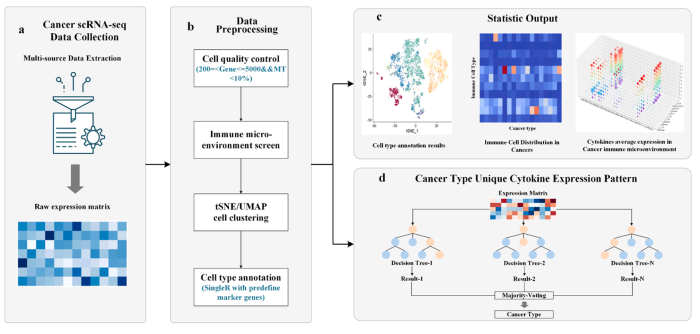 a
Cancer scRNA-seq
Data Collection
Multi-source Data Extraction
Raw expression matrix
b
Data
Preprocessing
Cell quality control
(200=<Gene<=5000&&MT
<10%)
Immune micro-
environment screen
tSNE/UMAP
cell clustering
Cell type annotation
(SingleR with predefine
marker genes)
c
Statistic Output
tSNE_2
tSNE_1
Cell type annotation results
Immune Cell Type
Cancer type
Immune Cell Distribution in
Cancers
Cytokines average expression in
Cancer immune microenvironment
d
Cancer Type Unique Cytokine Expression Pattern
Expression Matrix
Decision Tree-1
Decision Tree-2
Decision Tree-N
Result-1
Result-2
Result-N
Majority-Voting
Cancer Type